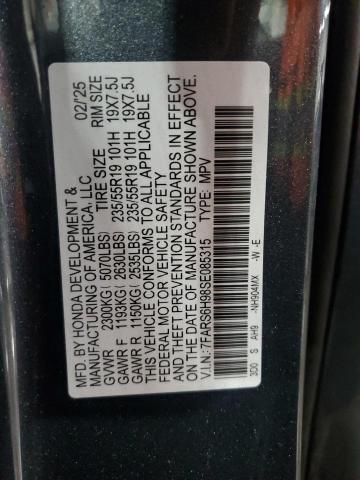 MFD. BY HONDA DEVELOPMENT & 02/'25
MANUFACTURING OF AMERICA, LLC
TIRE SIZE RIM SIZE
GVWR 2300KG ( 5070LBS)
GAWR F 1193KG ( 2630LBS) 235/55R19 101H 19X7.5J
GAWR R 1150KG ( 2535LBS) 235/55R19 101H 19X7.5J
THIS VEHICLE CONFORMS TO ALL APPLICABLE
FEDERAL MOTOR VEHICLE SAFETY
AND THEFT PREVENTION STANDARDS IN EFFECT
ON THE DATE OF MANUFACTURE SHOWN ABOVE.
V.I.N.: 7FARS6H98SE085315 TYPE: MPV
3D0 S AH9 -NH904MX -W -E